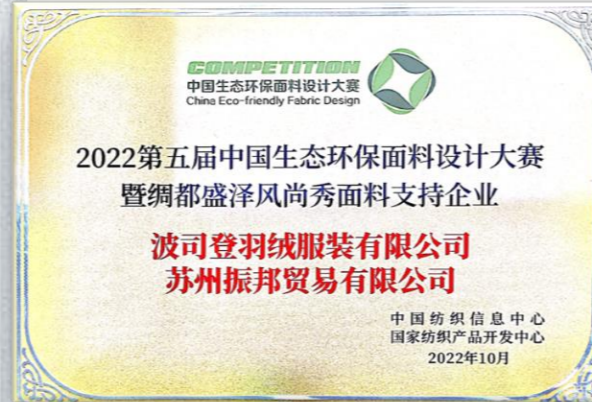 COMPETITION
中国生态环保面料设计大赛
China Eco-friendly Fabric Design
2022第五届中国生态环保面料设计大赛
暨绸都盛泽风尚秀面料支持企业
波司登羽绒服装有限公司
苏州振邦贸易有限公司
中国纺织信息中心
国家纺织产品开发中心
2022年10月